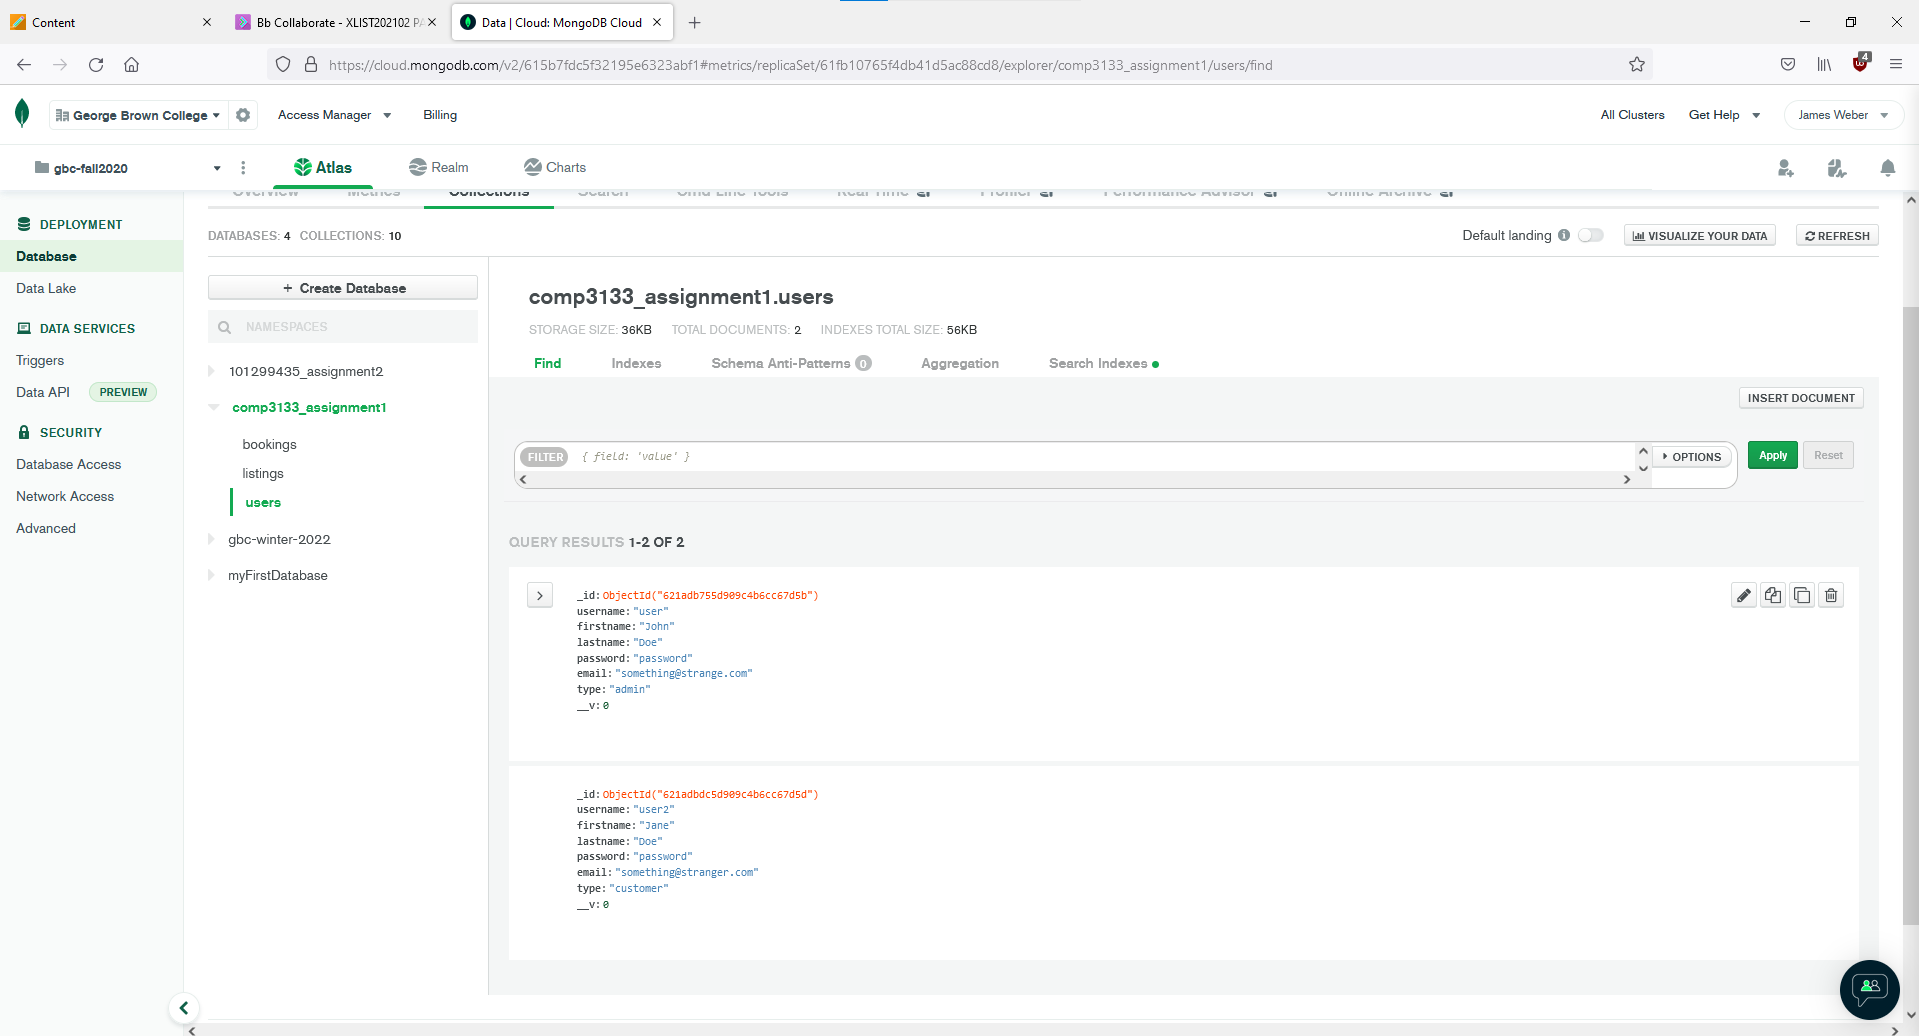 Content
Bb Collaborate - XLIST202102 PA
Data | Cloud: MongoDB Cloud
https://cloud.mongodb.com/v2/615b7fdc5f32195e6323abf1#metrics/replicaSet/61fb10765f4db41d5ac88cd8/explorer/comp3133_assignment1/users/find
4
George Brown College
Access Manager
Billing
All Clusters
Get Help
James Weber
gbc-fall2020
Atlas
Realm
Charts
Overview
Metrics
Collections
Search
Cmd Line Tools
Real Time
Profiler
Performance Advisor
Online Archive
DEPLOYMENT
Database
Data Lake
DATA SERVICES
Triggers
Data API PREVIEW
SECURITY
Database Access
Network Access
Advanced
DATABASES: 4 COLLECTIONS: 10
Default landing
VISUALIZE YOUR DATA
REFRESH
+ Create Database
NAMESPACES
101299435_assignment2
comp3133_assignment1
bookings
listings
users
gbc-winter-2022
myFirstDatabase
comp3133_assignment1.users
STORAGE SIZE: 36KB TOTAL DOCUMENTS: 2 INDEXES TOTAL SIZE: 56KB
Find
Indexes
Schema Anti-Patterns 0
Aggregation
Search Indexes
INSERT DOCUMENT
FILTER { field: 'value' }
OPTIONS
Apply
Reset
QUERY RESULTS 1-2 OF 2
_id: ObjectId("621adb755d909c4b6cc67d5b")
username: "user"
firstname: "John"
lastname: "Doe"
password: "password"
email: "something@strange.com"
type: "admin"
__v: 0
_id: ObjectId("621adbdc5d909c4b6cc67d5d")
username: "user2"
firstname: "Jane"
lastname: "Doe"
password: "password"
email: "something@stranger.com"
type: "customer"
__v: 0